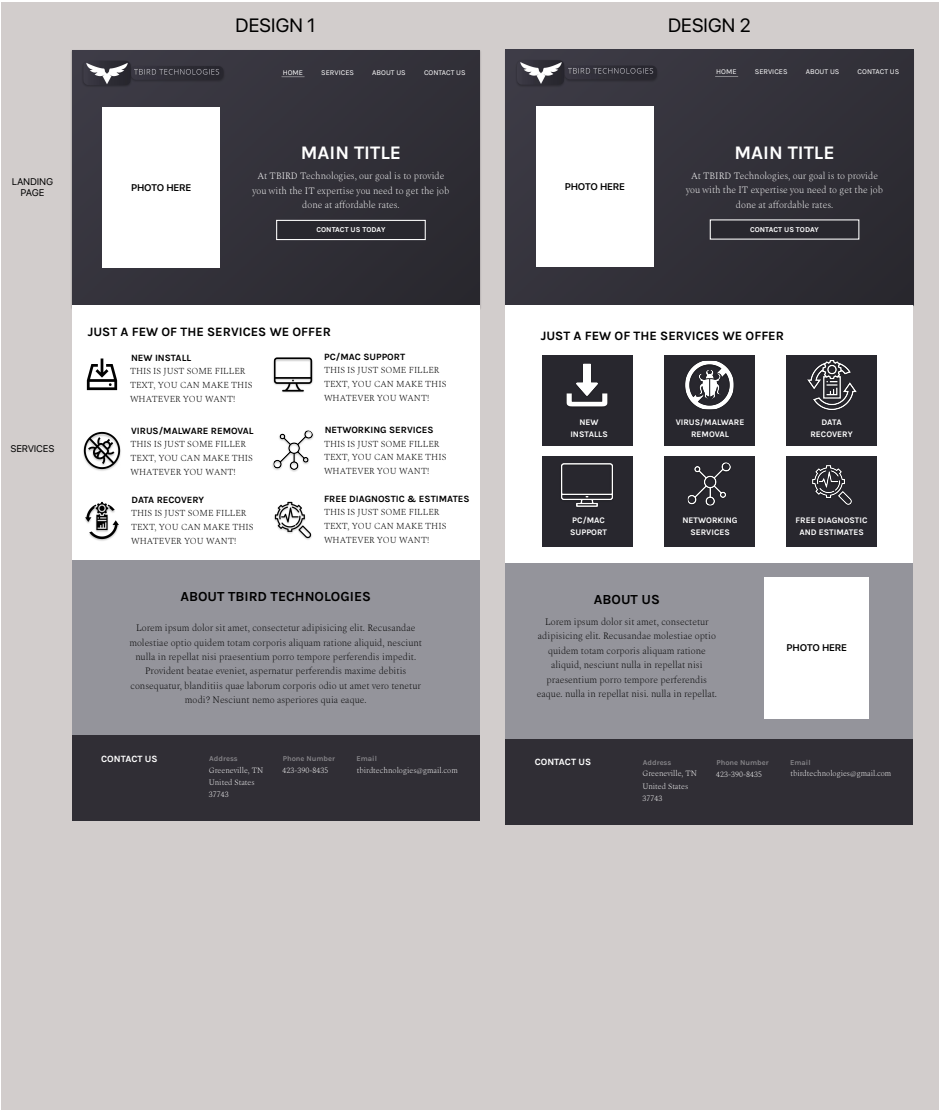 DESIGN 1
TBIRD TECHNOLOGIES
HOME SERVICES ABOUT US CONTACT US
LANDING
PAGE
PHOTO HERE
MAIN TITLE
At TBIRD Technologies, our goal is to provide
you with the IT expertise you need to get the job
done at affordable rates.
CONTACT US TODAY
SERVICES
JUST A FEW OF THE SERVICES WE OFFER
NEW INSTALL
THIS IS JUST SOME FILLER
TEXT, YOU CAN MAKE THIS
WHATEVER YOU WANT!
PC/MAC SUPPORT
THIS IS JUST SOME FILLER
TEXT, YOU CAN MAKE THIS
WHATEVER YOU WANT!
VIRUS/MALWARE REMOVAL
THIS IS JUST SOME FILLER
TEXT, YOU CAN MAKE THIS
WHATEVER YOU WANT!
NETWORKING SERVICES
THIS IS JUST SOME FILLER
TEXT, YOU CAN MAKE THIS
WHATEVER YOU WANT!
DATA RECOVERY
THIS IS JUST SOME FILLER
TEXT, YOU CAN MAKE THIS
WHATEVER YOU WANT!
FREE DIAGNOSTIC & ESTIMATES
THIS IS JUST SOME FILLER
TEXT, YOU CAN MAKE THIS
WHATEVER YOU WANT!
ABOUT TBIRD TECHNOLOGIES
Lorem ipsum dolor sit amet, consectetur adipisicing elit. Recusandae
molestiae optio quidem totam corporis aliquam ratione aliquid, nesciunt
nulla in repellat nisi praesentium porro tempore perferendis impedit.
Provident beatae eveniet, aspernatur perferendis maxime debitis
consequatur, blanditiis quae laborum corporis odio ut amet vero tenetur
modi? Nesciunt nemo asperiores quia eaque.
CONTACT US
Address
Greeneville, TN
United States
37743
Phone Number
423-390-8435
Email
tbirdtechnologies@gmail.com
DESIGN 2
TBIRD TECHNOLOGIES
HOME SERVICES ABOUT US CONTACT US
PHOTO HERE
MAIN TITLE
At TBIRD Technologies, our goal is to provide
you with the IT expertise you need to get the job
done at affordable rates.
CONTACT US TODAY
JUST A FEW OF THE SERVICES WE OFFER
NEW
INSTALLS
VIRUS/MALWARE
REMOVAL
DATA
RECOVERY
PC/MAC
SUPPORT
NETWORKING
SERVICES
FREE DIAGNOSTIC
AND ESTIMATES
ABOUT US
Lorem ipsum dolor sit amet, consectetur
adipisicing elit. Recusandae molestiae optio
quidem totam corporis aliquam ratione
aliquid, nesciunt nulla in repellat nisi
praesentium porro tempore perferendis
eaque. nulla in repellat nisi. nulla in repellat.
PHOTO HERE
CONTACT US
Address
Greeneville, TN
United States
37743
Phone Number
423-390-8435
Email
tbirdtechnologies@gmail.com